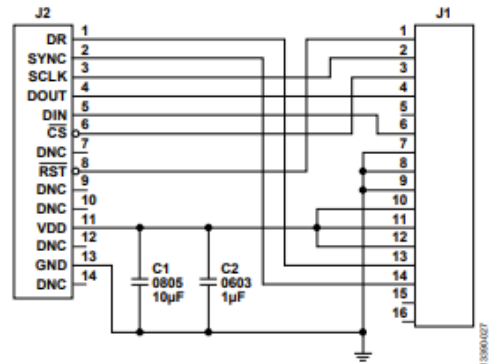 J2
DR 1
SYNC 2
SCLK 3
DOUT 4
DIN 5
CS 6
DNC 7
RST 8
DNC 9
DNC 10
VDD 11
DNC 12
GND 13
DNC 14
C1
0805
10μF
C2
0603
1μF
J1
1
2
3
4
5
6
7
8
9
10
11
12
13
14
15
16